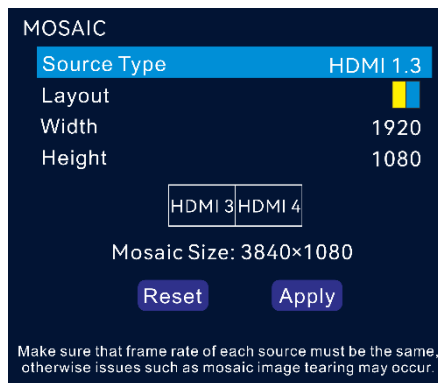 MOSAIC
Source Type HDMI 1.3
Layout
Width 1920
Height 1080
HDMI 3 HDMI 4
Mosaic Size: 3840×1080
Reset Apply
Make sure that frame rate of each source must be the same,
otherwise issues such as mosaic image tearing may occur.